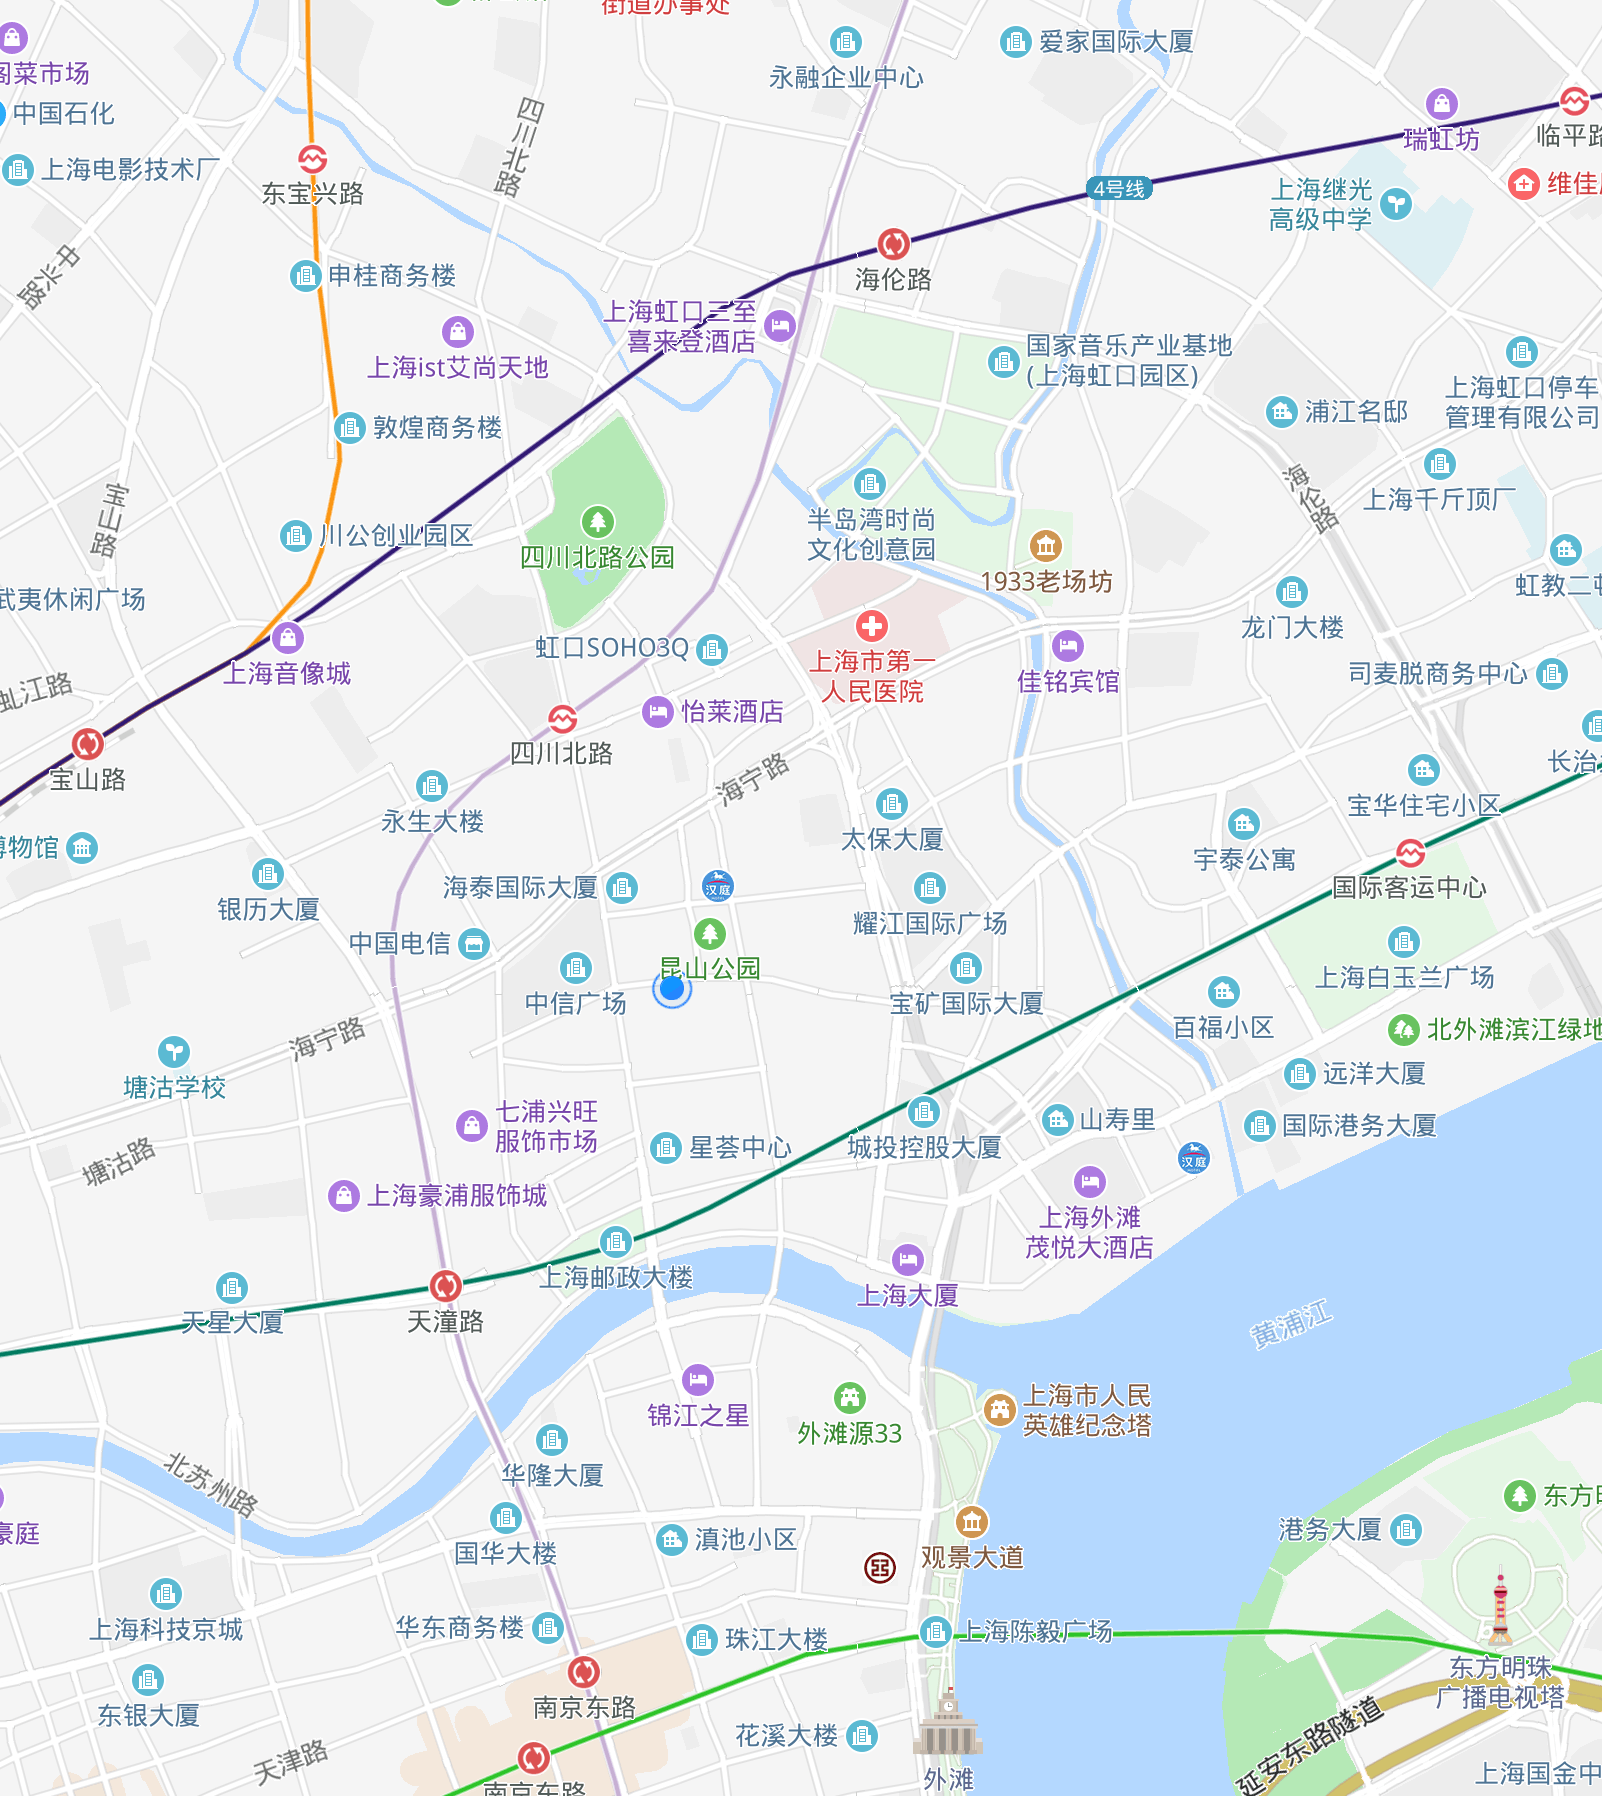 街道办事处
阁菜市场
永融企业中心
爱家国际大厦
中国石化
四川北路
瑞虹坊
临平路
上海电影技术厂
东宝兴路
4号线
上海继光
高级中学
中兴路
申桂商务楼
海伦路
上海虹口三至
喜来登酒店
上海ist艾尚天地
国家音乐产业基地
(上海虹口园区)
上海虹口停车
管理有限公司
浦江名邸
敦煌商务楼
宝山路
海伦路
上海千斤顶厂
川公创业园区
四川北路公园
半岛湾时尚
文化创意园
1933老场坊
武夷休闲广场
龙门大楼
虹口SOHO3Q
上海音像城
上海市第一
人民医院
佳铭宾馆
司麦脱商务中心
虬江路
怡莱酒店
四川北路
宝山路
海宁路
永生大楼
太保大厦
宝华住宅小区
博物馆
宇泰公寓
海泰国际大厦
汉庭
国际客运中心
银历大厦
耀江国际广场
中国电信
昆山公园
上海白玉兰广场
中信广场
宝矿国际大厦
百福小区
北外滩滨江绿地
海宁路
塘沽学校
远洋大厦
七浦兴旺
服饰市场
山寿里
国际港务大厦
星荟中心
城投控股大厦
汉庭
塘沽路
上海豪浦服饰城
上海外滩
茂悦大酒店
上海邮政大楼
上海大厦
天星大厦
天潼路
黄浦江
上海市人民
英雄纪念塔
锦江之星
外滩源33
华隆大厦
北苏州路
豪庭
国华大楼
滇池小区
观景大道
港务大厦
上海科技京城
华东商务楼
珠江大楼
上海陈毅广场
东方明珠
广播电视塔
东银大厦
南京东路
花溪大楼
延安东路隧道
天津路
南京东路
外滩
上海国金中